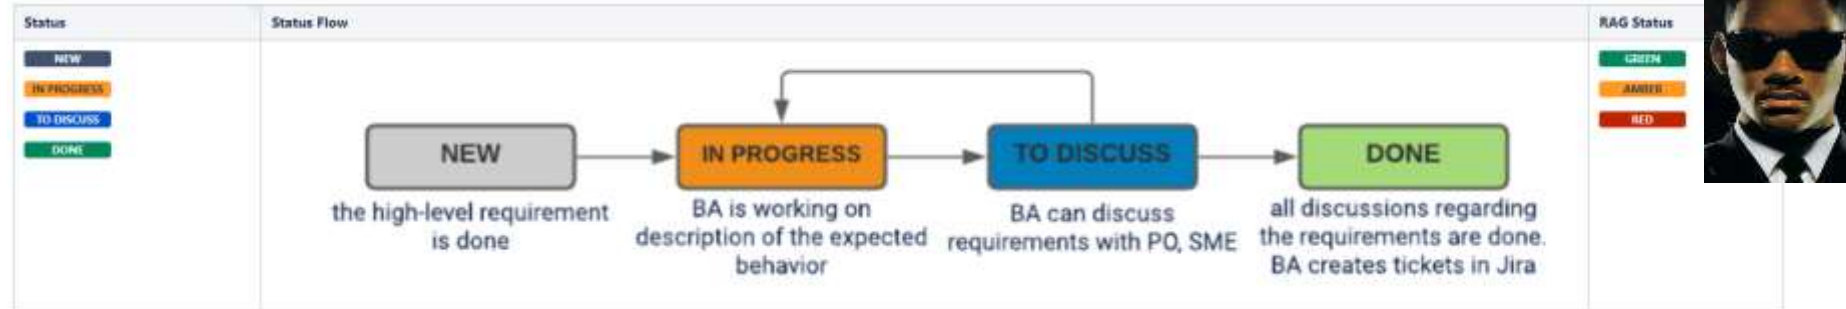 Status
Status Flow
RAG Status
NEW
IN PROGRESS
TO DISCUSS
DONE
NEW
IN PROGRESS
TO DISCUSS
DONE
the high-level requirement
is done
BA is working on
description of the expected
behavior
BA can discuss
requirements with PO, SME
all discussions regarding
the requirements are done.
BA creates tickets in Jira
GREEN
AMBER
RED